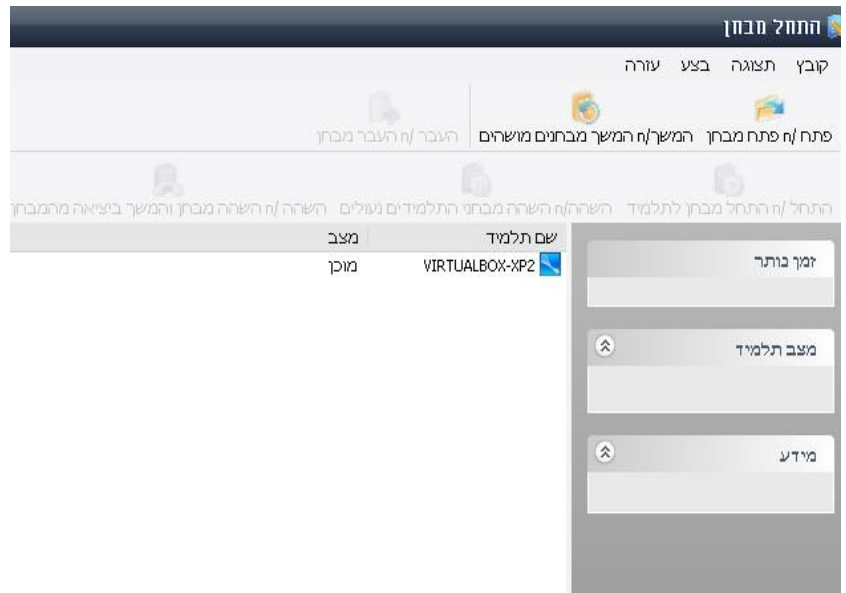 התחל מבחן
קובץ תצוגה בצע עזרה
פתח /n פתח מבחן המשך/n המשך מבחנים מושהים העבר /n העבר מבחן
התחל /n התחל מבחן לתלמיד השהה/n השהה מבחני התלמידים נעולים השהה /n השהה מבחן והמשך ביציאה מהמבחן
שם תלמיד מצב
VIRTUALBOX-XP2 מוכן
זמן נותר
מצב תלמיד
מידע